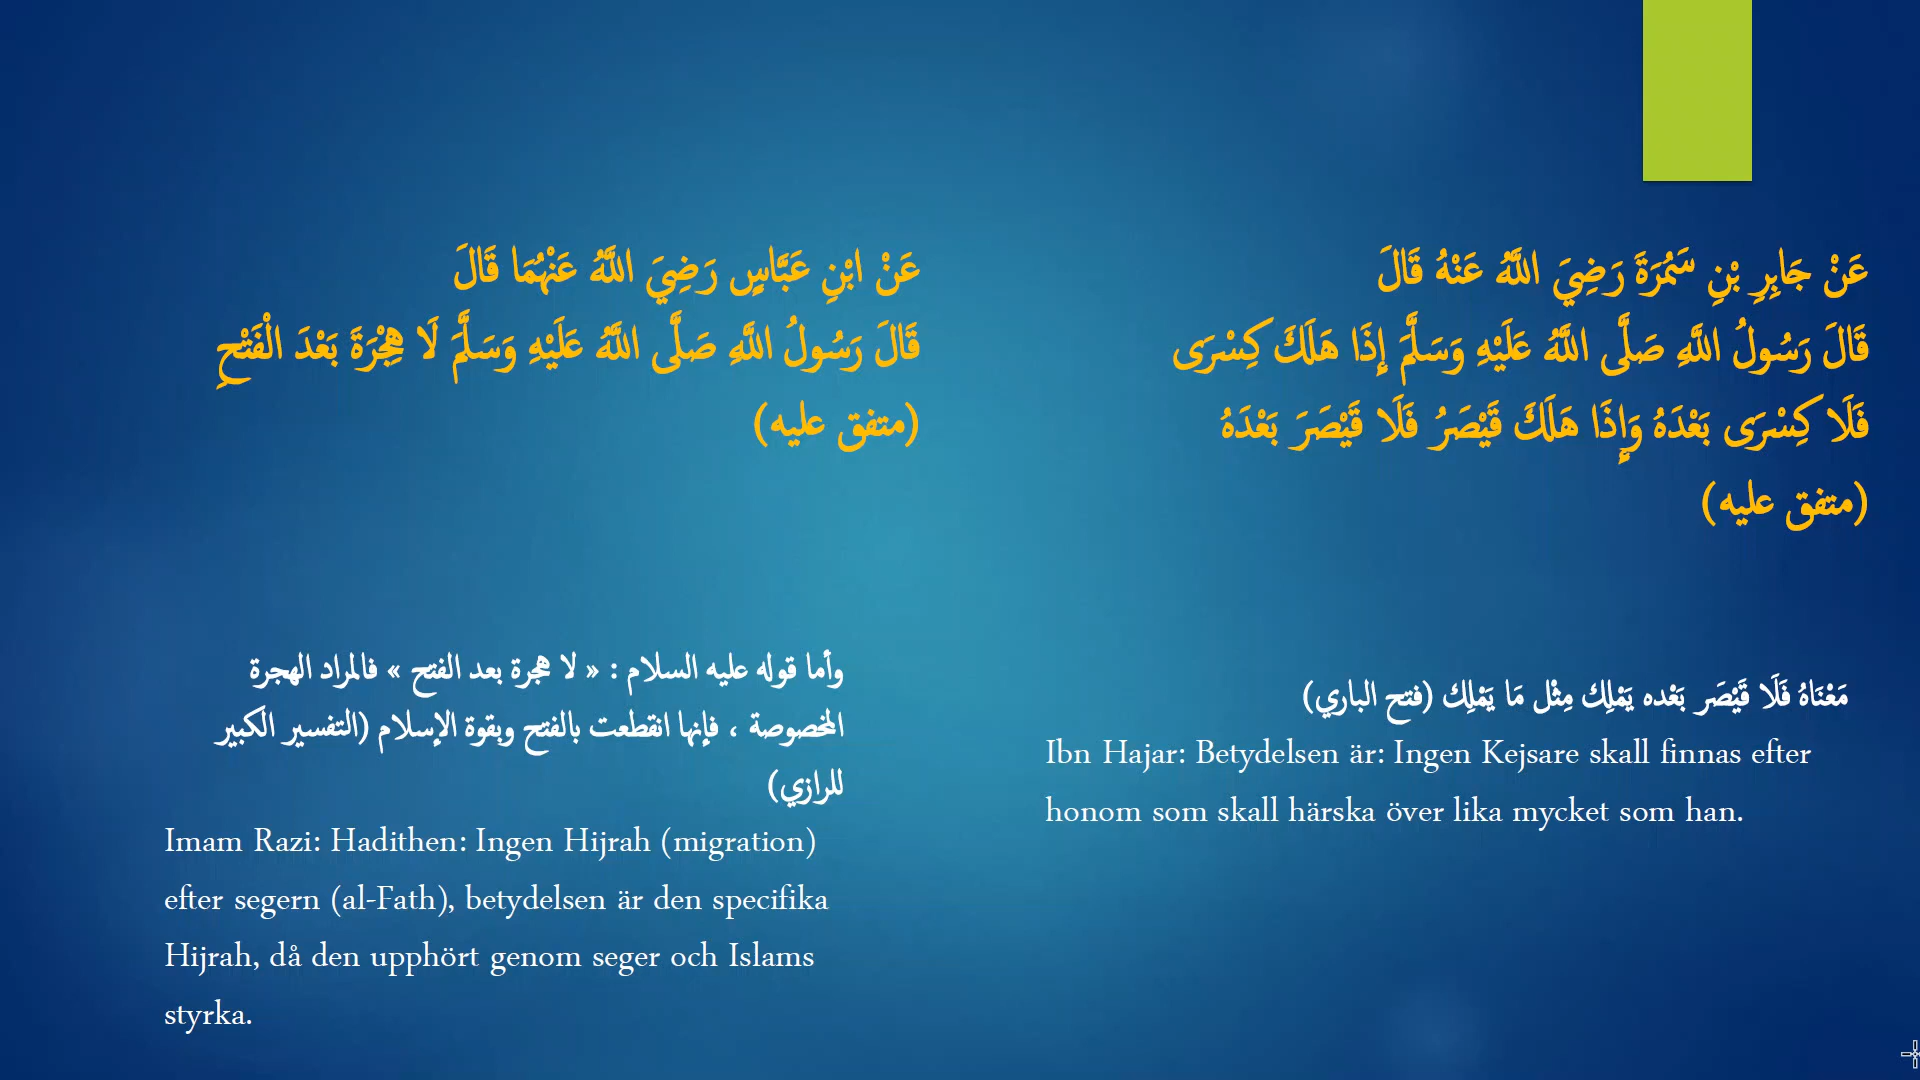 عَنْ جَابِرِ بْنِ سَمُرَةَ رَضِيَ اللَّهُ عَنْهُ قَالَ
قَالَ رَسُولُ اللَّهِ صَلَّى اللَّهُ عَلَيْهِ وَسَلَّمَ إِذَا هَلَكَ كِسْرَى
فَلَا كِسْرَى بَعْدَهُ وَإِذَا هَلَكَ قَيْصَرُ فَلَا قَيْصَرَ بَعْدَهُ
(متفق عليه)
مَعْنَاهُ فَلَا قَيْصَر بَعْده يَمْلِك مِثْل مَا يَمْلِك (فتح الباري)
Ibn Hajar: Betydelsen är: Ingen Kejsare skall finnas efter
honom som skall härska över lika mycket som han.
عَنْ ابْنِ عَبَّاسٍ رَضِيَ اللَّهُ عَنْهُمَا قَالَ
قَالَ رَسُولُ اللَّهِ صَلَّى اللَّهُ عَلَيْهِ وَسَلَّمَ لَا هِجْرَةَ بَعْدَ الْفَتْحِ
(متفق عليه)
وأما قوله عليه السلام : « لا هجرة بعد الفتح » فالمراد الهجرة
المخصوصة ، فإنها انقطعت بالفتح وبقوة الإسلام (التفسير الكبير
للرازي)
Imam Razi: Hadithen: Ingen Hijrah (migration)
efter segern (al-Fath), betydelsen är den specifika
Hijrah, då den upphört genom seger och Islams
styrka.